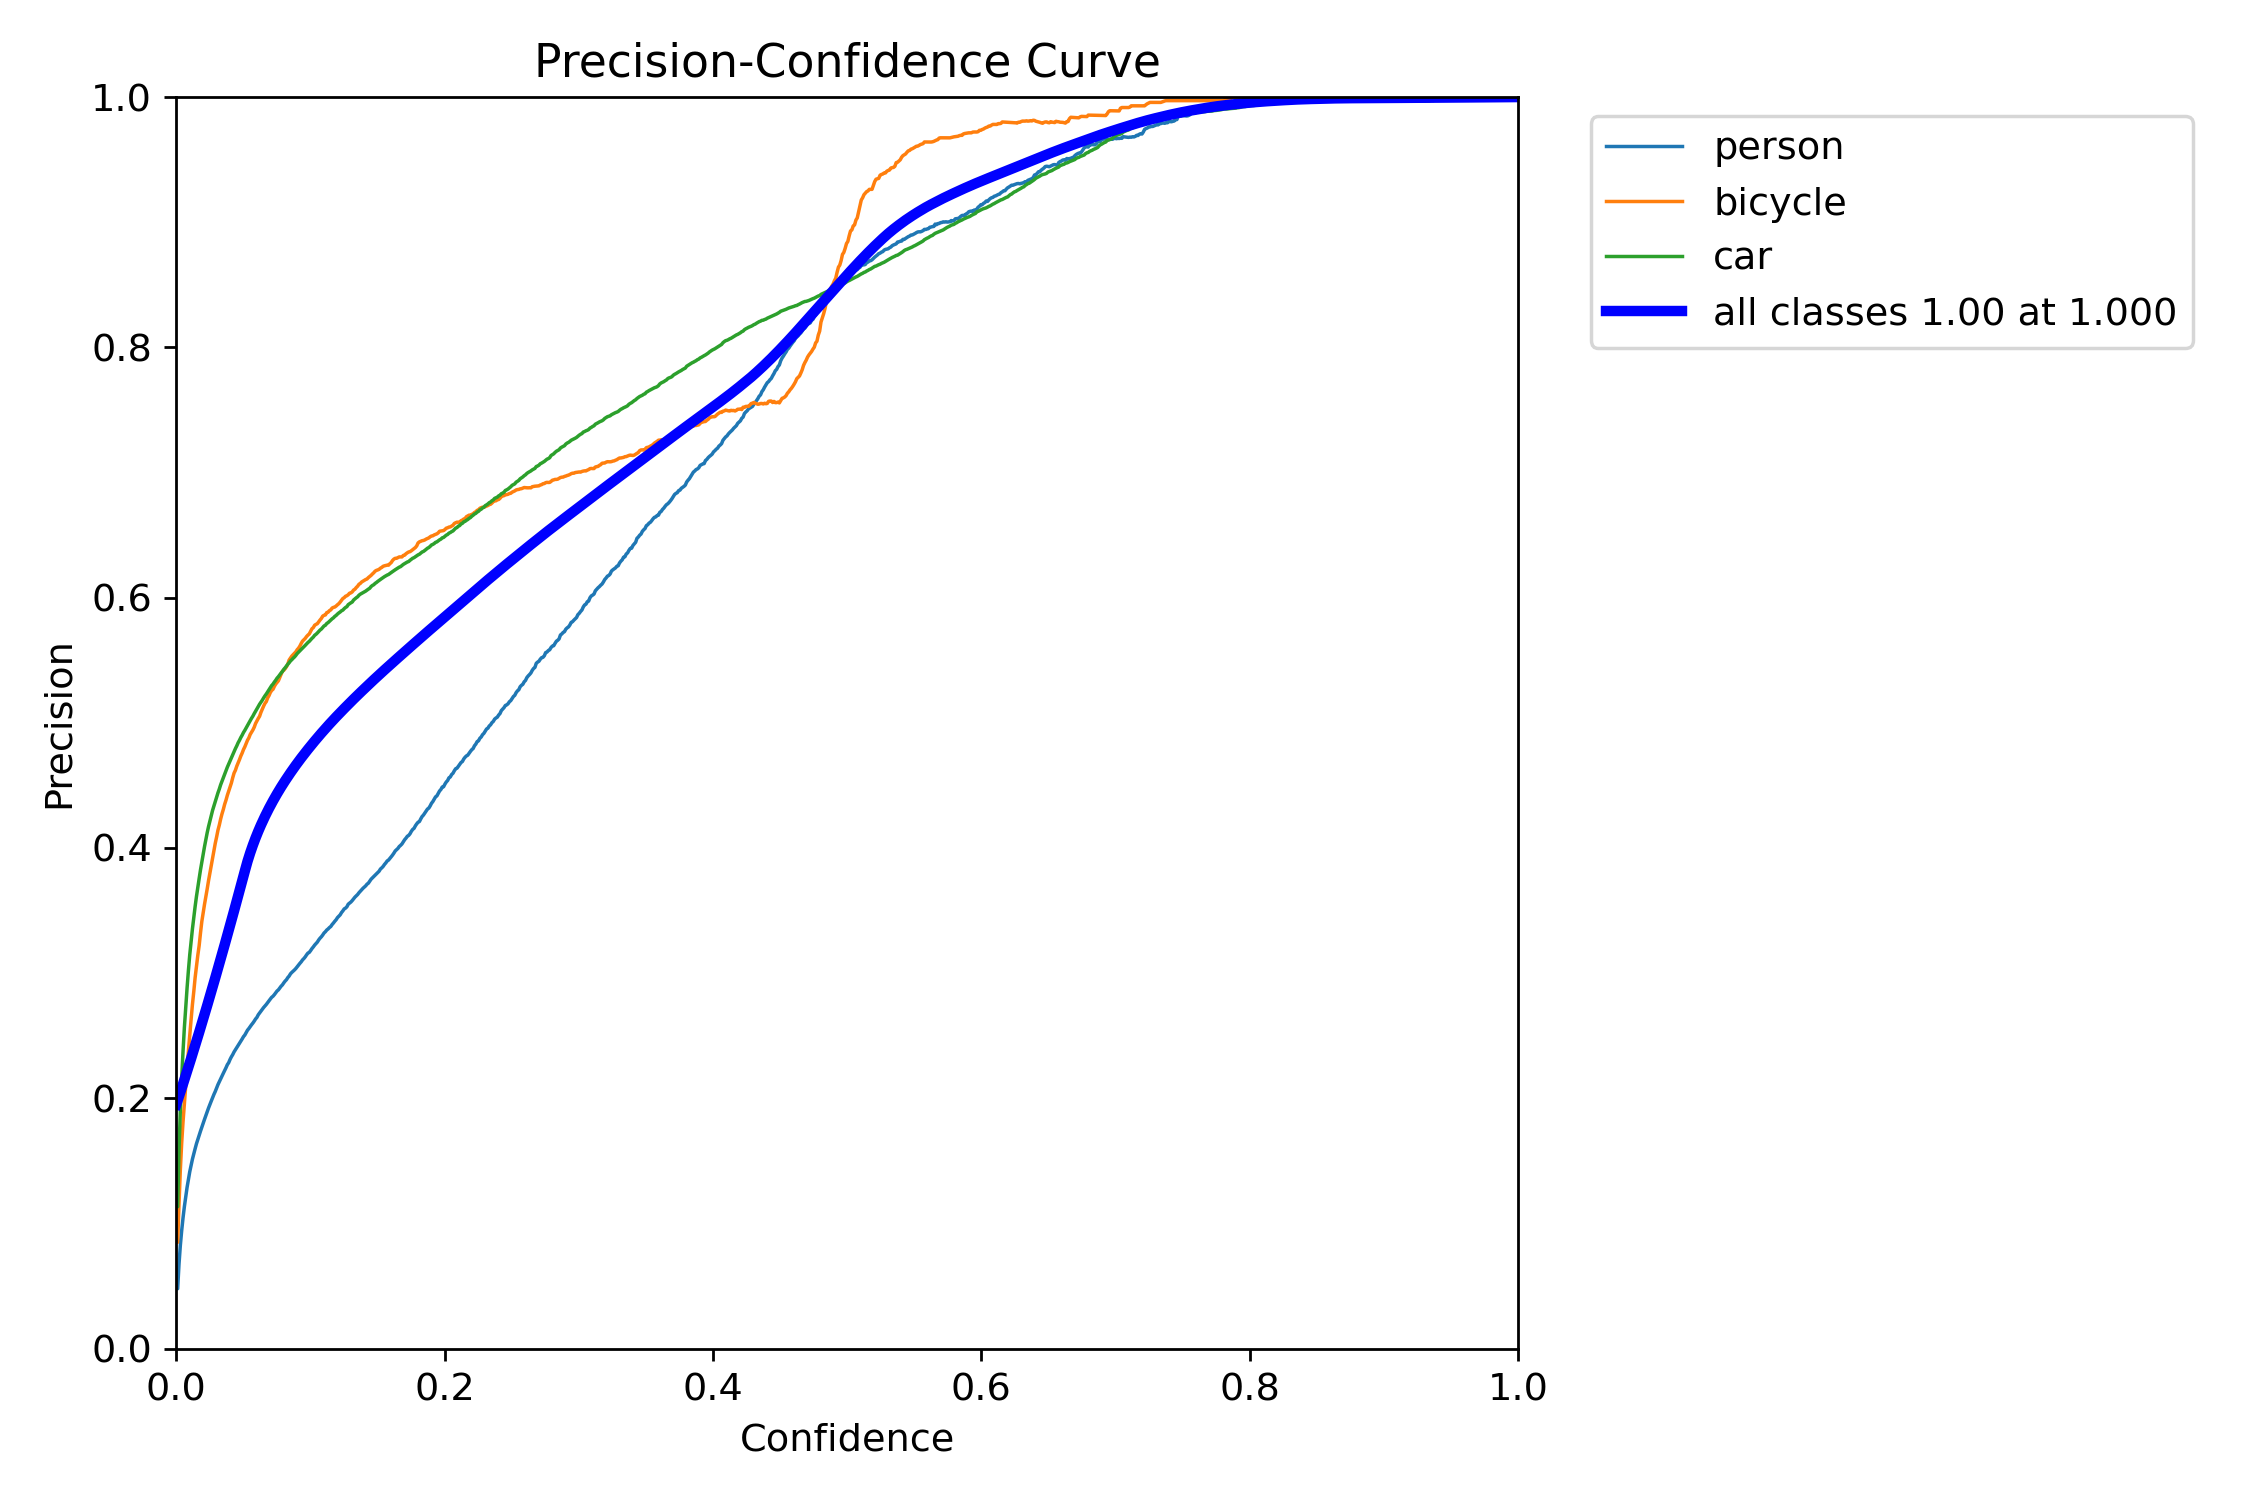 Precision-Confidence Curve
1.0
0.8
0.6
0.4
0.2
0.0
Precision
0.0 0.2 0.4 0.6 0.8 1.0
Confidence
person
bicycle
car
all classes 1.00 at 1.000